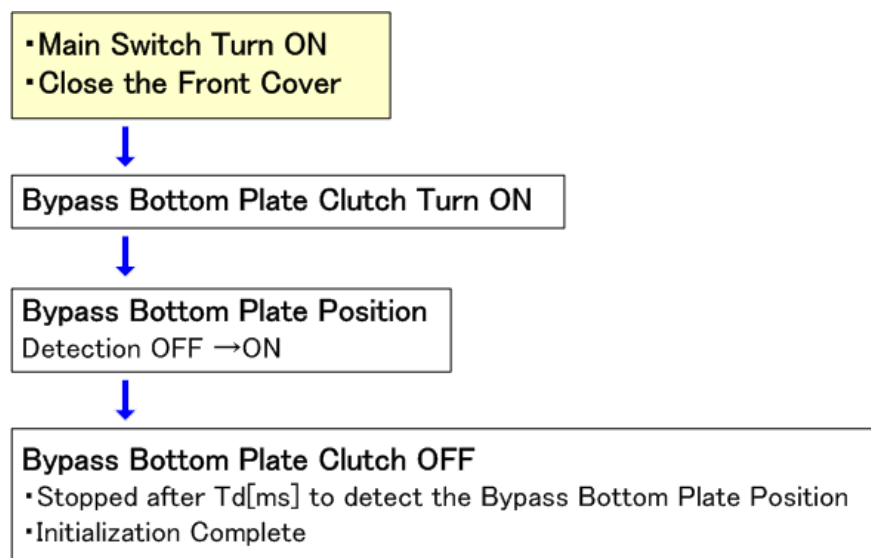 ・Main Switch Turn ON
・Close the Front Cover
Bypass Bottom Plate Clutch Turn ON
Bypass Bottom Plate Position
Detection OFF →ON
Bypass Bottom Plate Clutch OFF
・Stopped after Td[ms] to detect the Bypass Bottom Plate Position
・Initialization Complete